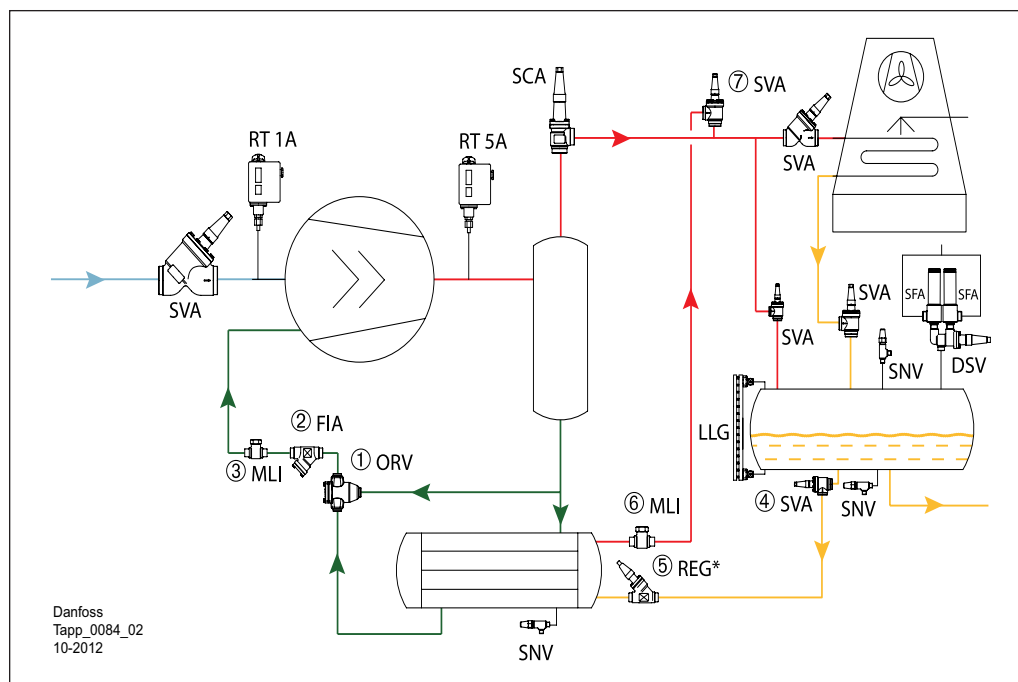 SCA
⑦ SVA
RT 1A
RT 5A
SVA
SVA
SVA
SFA
SFA
SVA
SNV
DSV
② FIA
LLG
③ MLI
① ORV
④ SVA
SNV
⑥ MLI
⑤ REG*
SNV
Danfoss
Tapp_0084_02
10-2012